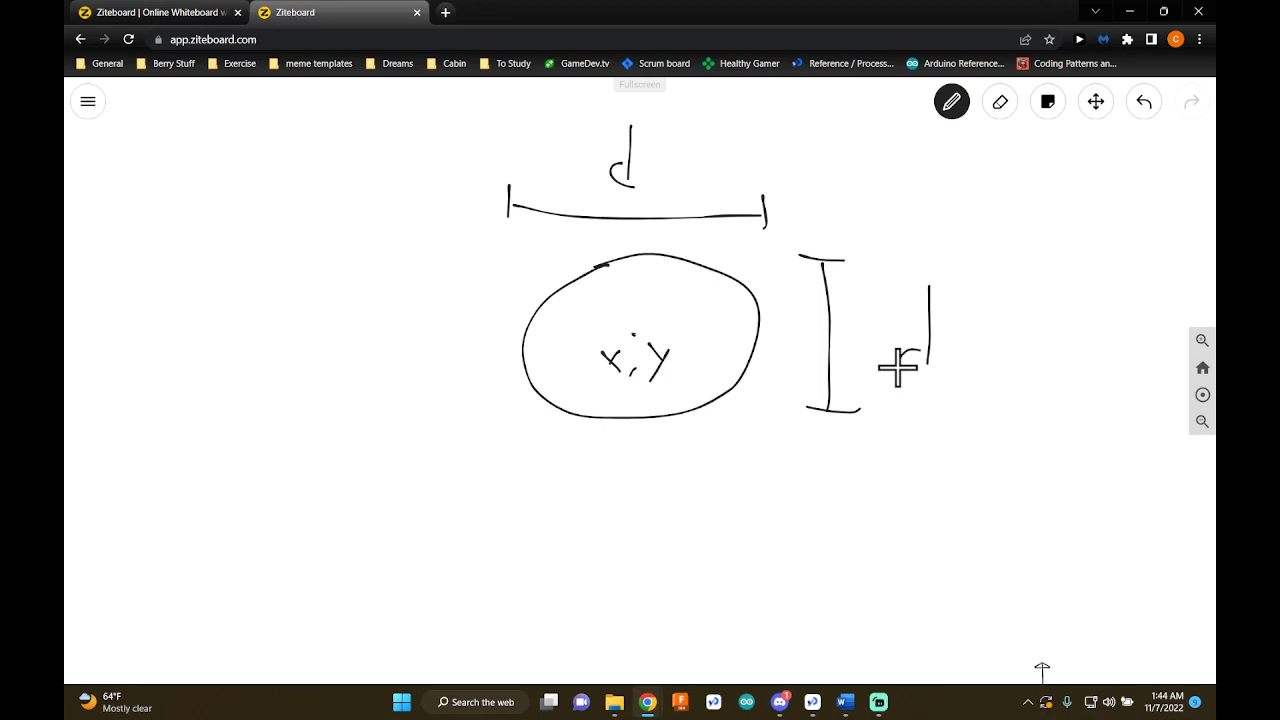 Ziteboard | Online Whiteboard w
Ziteboard
app.ziteboard.com
General
Berry Stuff
Exercise
meme templates
Dreams
Cabin
To Study
GameDev.tv
Scrum board
Healthy Gamer
Reference / Process...
Arduino Reference...
Coding Patterns an...
Fullscreen
d
x, y
d
64°F
Mostly clear
Search the web
1:44 AM
11/7/2022